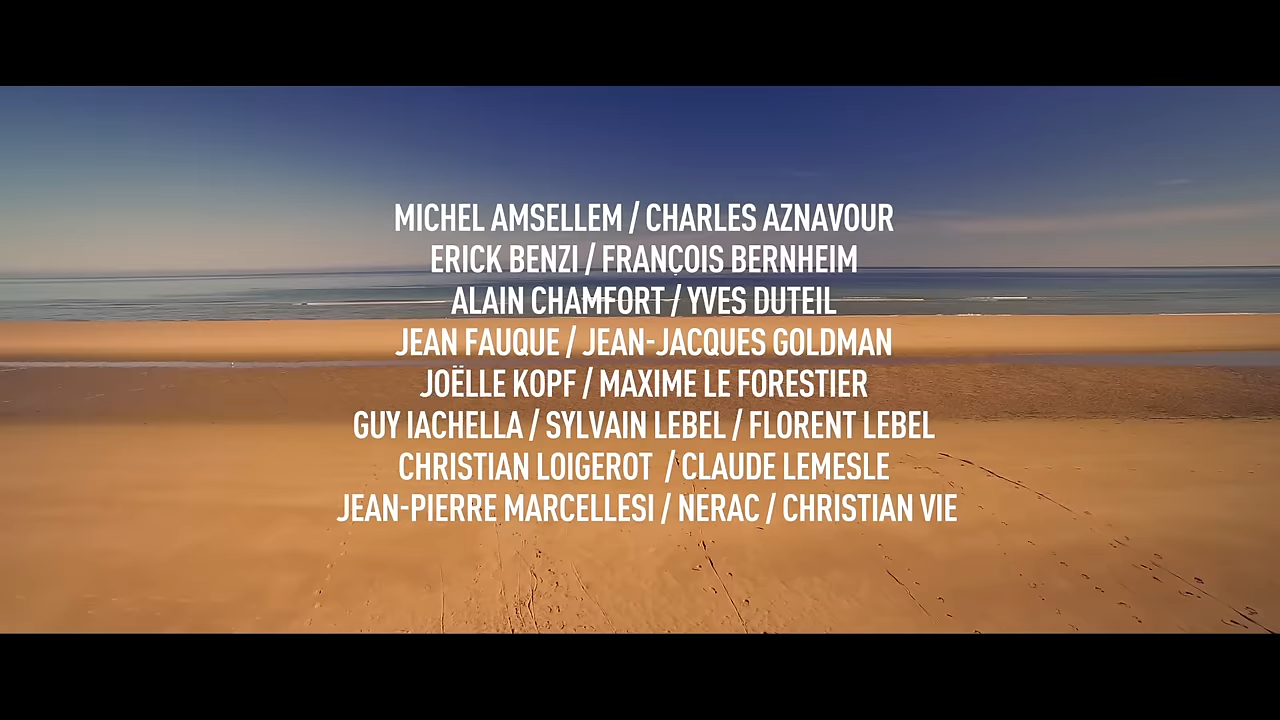 MICHEL AMSELLEM / CHARLES AZNAVOUR
ERICK BENZI / FRANÇOIS BERNHEIM
ALAIN CHAMFORT / YVES DUTEIL
JEAN FAUQUE / JEAN-JACQUES GOLDMAN
JOËLLE KOPF / MAXIME LE FORESTIER
GUY IACHELLA / SYLVAIN LEBEL / FLORENT LEBEL
CHRISTIAN LOIGEROT / CLAUDE LEMESLE
JEAN-PIERRE MARCELLESI / NERAC / CHRISTIAN VIE